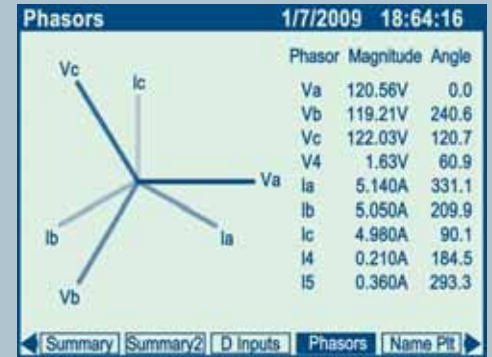 Phasors 1/7/2009 18:64:16
Phasor Magnitude Angle
Va 120.56V 0.0
Vb 119.21V 240.6
Vc 122.03V 120.7
V4 1.63V 60.9
Ia 5.140A 331.1
Ib 5.050A 209.9
Ic 4.980A 90.1
I4 0.210A 184.5
I5 0.360A 293.3
Vc
Ic
Va
Ib
Ia
Vb
Summary Summary2 D Inputs Phasors Name Plt